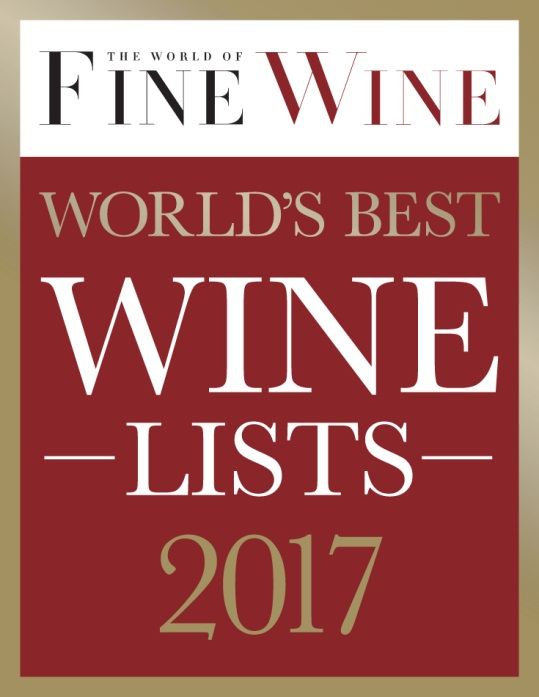 THE WORLD OF
FINE WINE
WORLD'S BEST
WINE
LISTS
2017